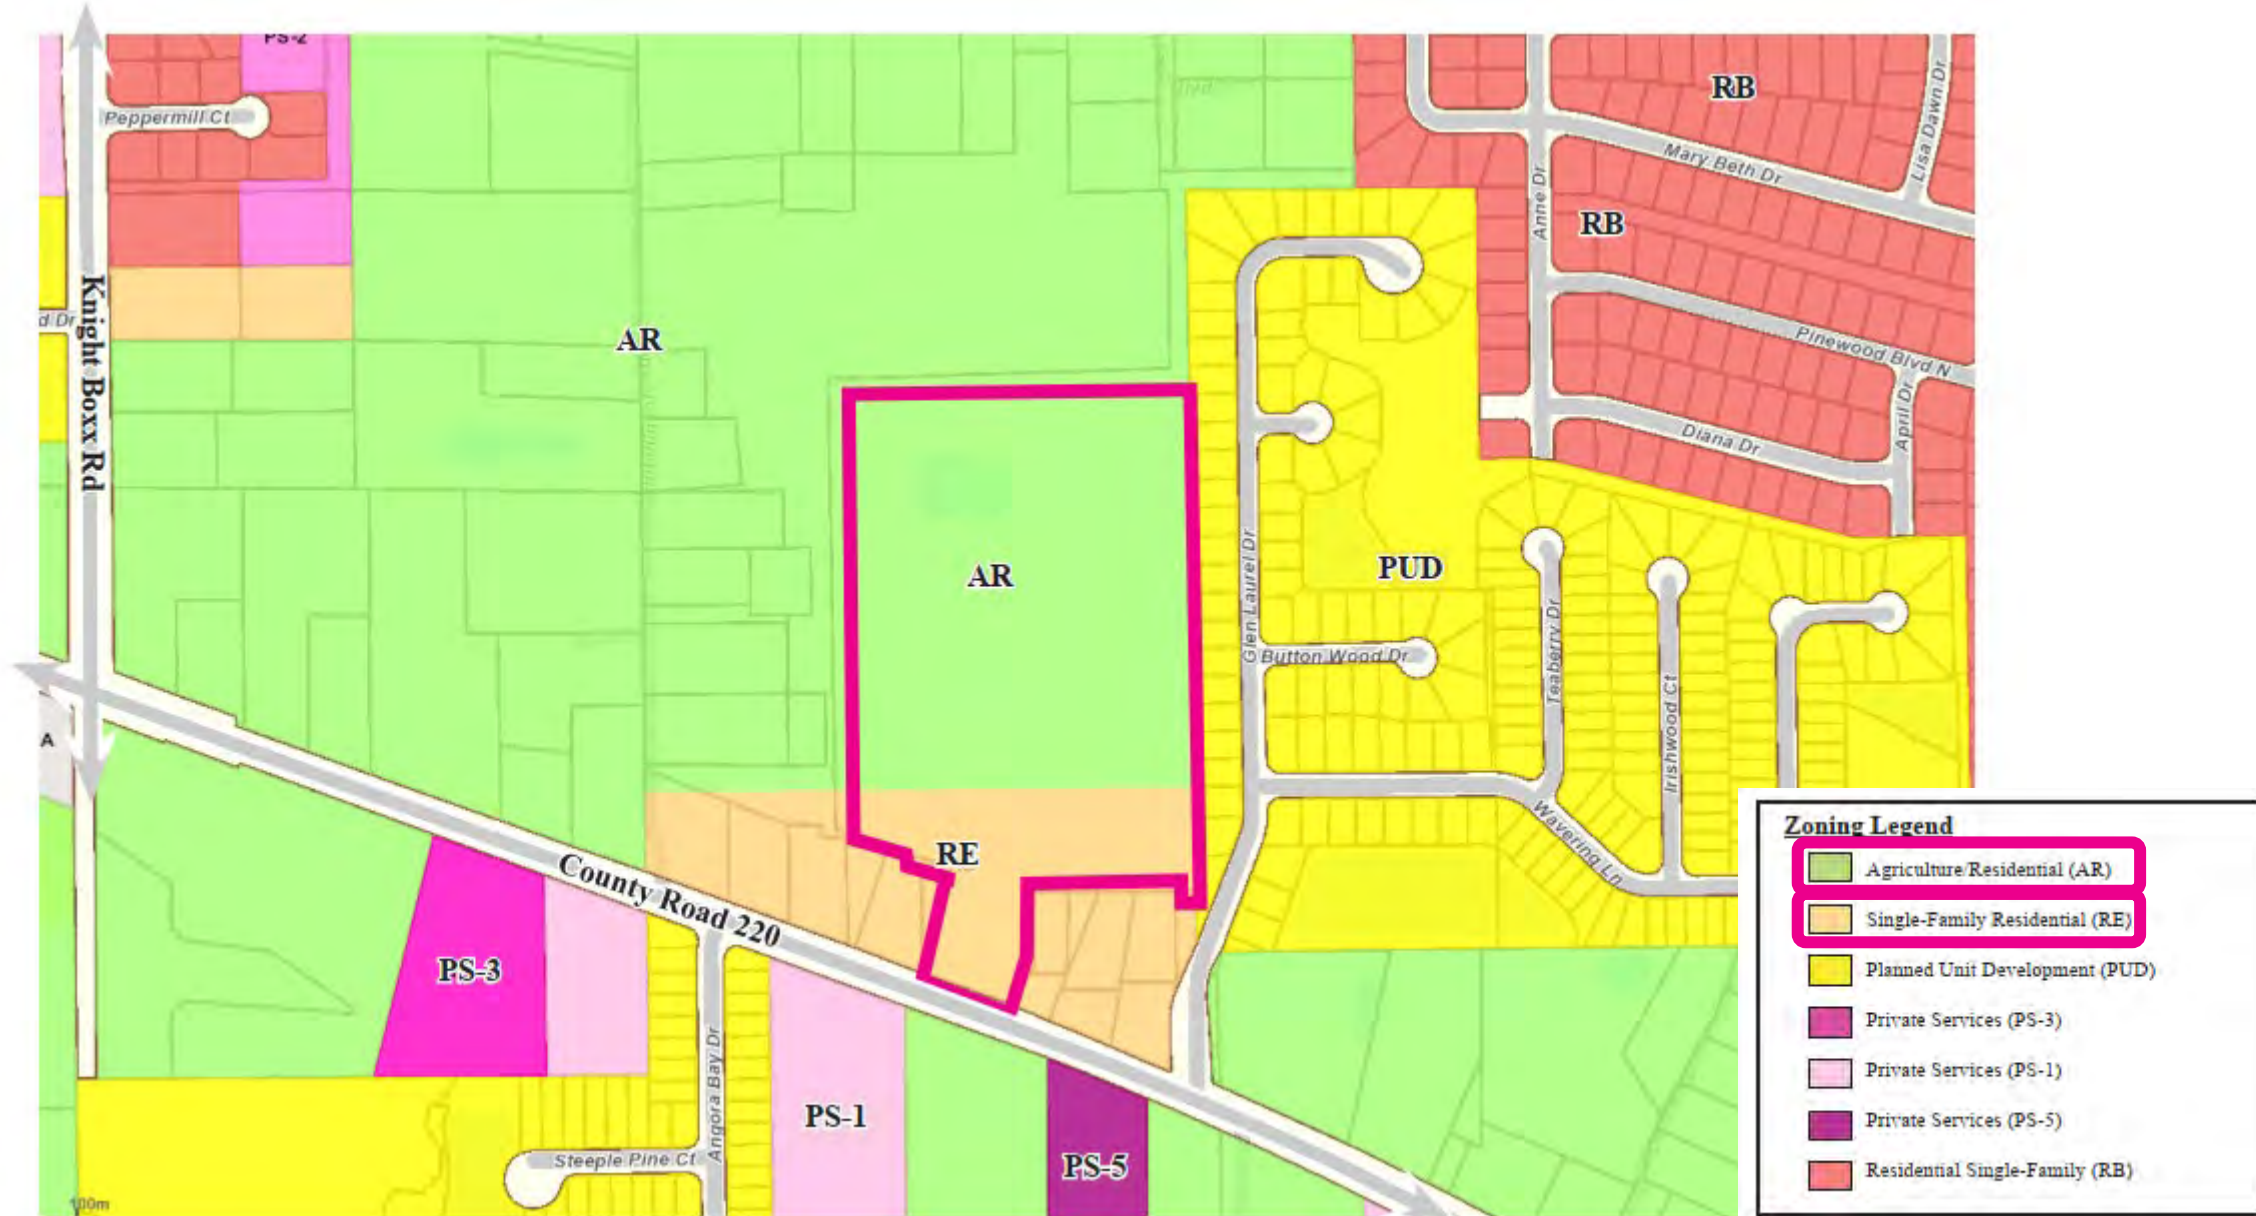 PS-2
RB
Lisa Dawn Dr
Peppermill Ct
Mary Beth Dr
Anne Dr
RB
Knight Boxx Rd
d Dr
AR
Pinewood Blvd N
April Dr
Diana Dr
AR
PUD
Glen Laurel Dr
Button Wood Dr
Teaberry Dr
Irishwood Ct
A
Wavering Ln
RE
County Road 220
PS-3
Angora Bay Dr
PS-1
Steeple Pine Ct
PS-5
100m
Zoning Legend
Agriculture/Residential (AR)
Single-Family Residential (RE)
Planned Unit Development (PUD)
Private Services (PS-3)
Private Services (PS-1)
Private Services (PS-5)
Residential Single-Family (RB)